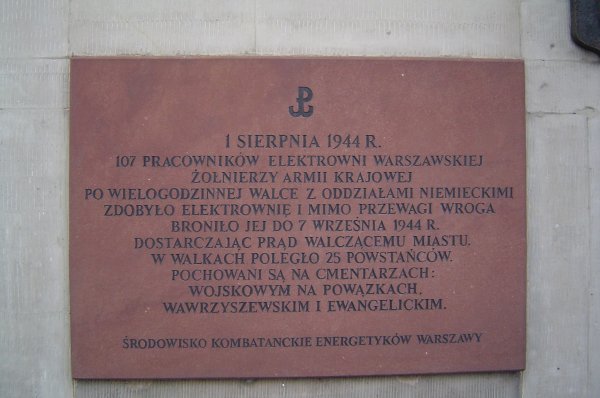 1 SIERPNIA 1944 R.
107 PRACOWNIKÓW ELEKTROWNI WARSZAWSKIEJ
ŻOŁNIERZY ARMII KRAJOWEJ
PO WIELOGODZINNEJ WALCE Z ODDZIAŁAMI NIEMIECKIMI
ZDOBYŁO ELEKTROWNIĘ I MIMO PRZEWAGI WROGA
BRONIŁO JEJ DO 7 WRZEŚNIA 1944 R.
DOSTARCZAJĄC PRĄD WALCZĄCEMU MIASTU.
W WALKACH POLEGŁO 25 POWSTAŃCÓW.
POCHOWANI SĄ NA CMENTARZACH:
WOJSKOWYM NA POWĄZKACH,
WAWRZYSZEWSKIM I EWANGELICKIM.
ŚRODOWISKO KOMBATANCKIE ENERGETYKÓW WARSZAWY